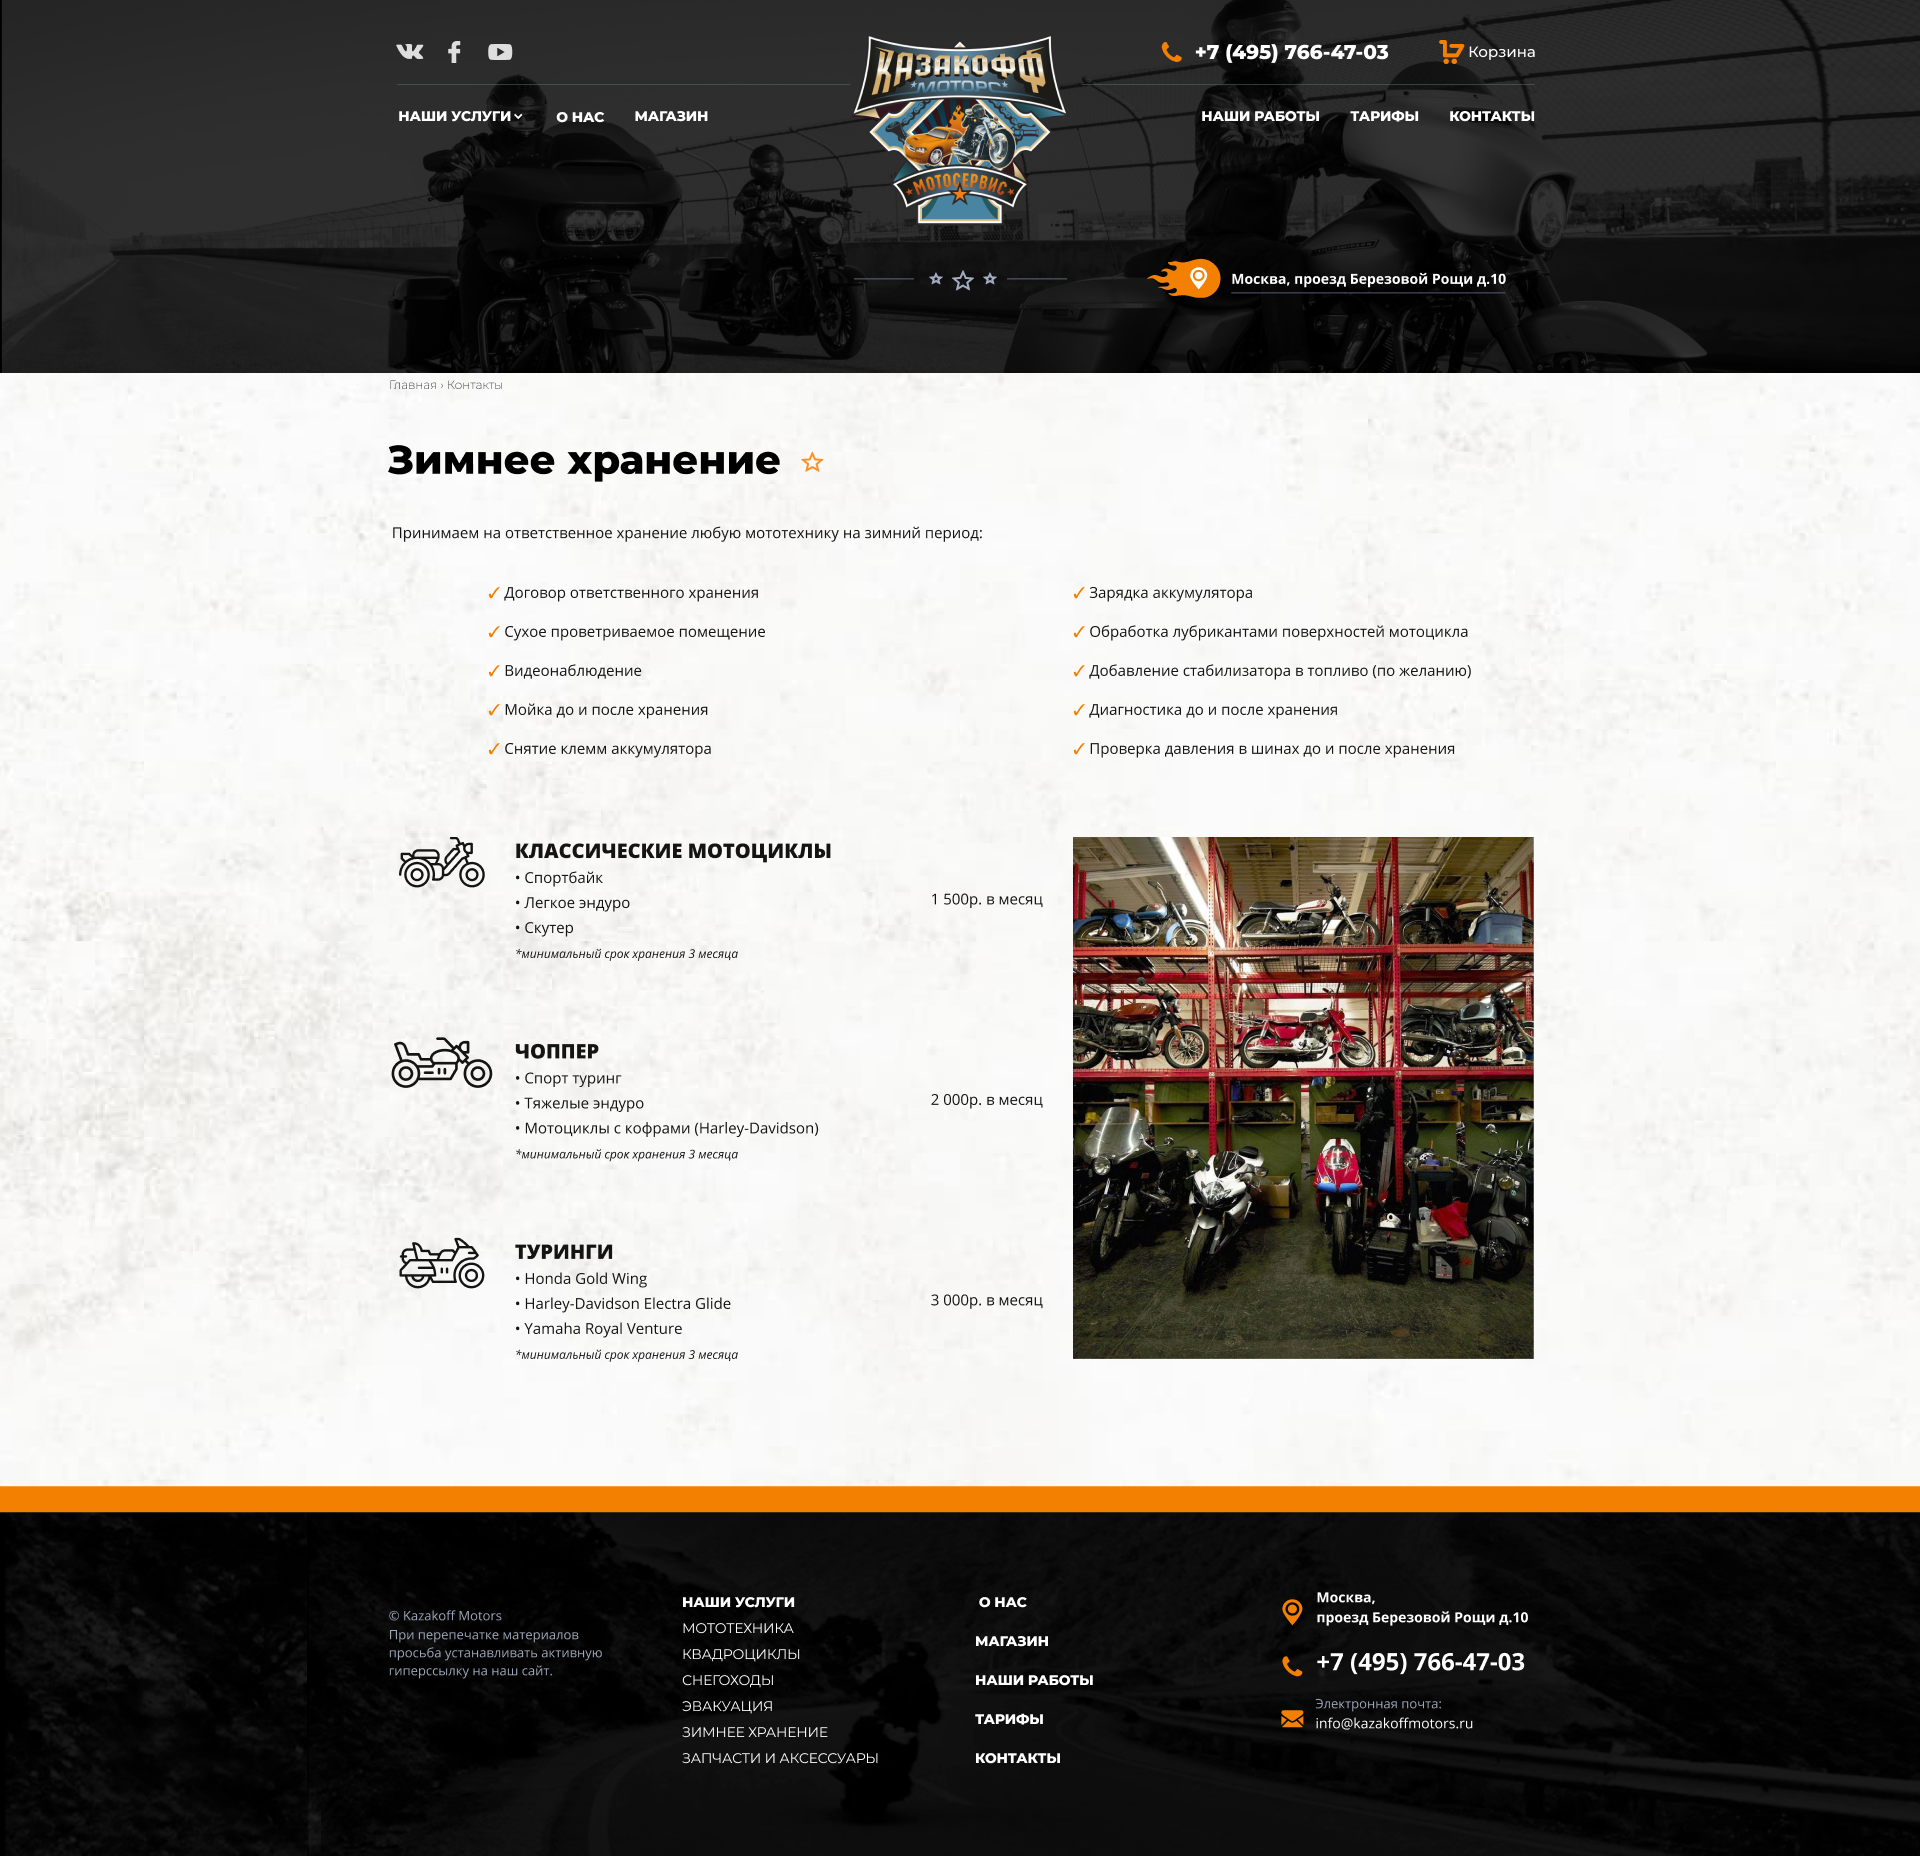 КАЗАКОФФ
МОТОРС
МОТОСЕРВИС
+7 (495) 766-47-03
Корзина
НАШИ УСЛУГИ
О НАС
МАГАЗИН
НАШИ РАБОТЫ
ТАРИФЫ
КОНТАКТЫ
Москва, проезд Березовой Рощи д.10
Главная › Контакты
Зимнее хранение
Принимаем на ответственное хранение любую мототехнику на зимний период:
✓ Договор ответственного хранения
✓ Сухое проветриваемое помещение
✓ Видеонаблюдение
✓ Мойка до и после хранения
✓ Снятие клемм аккумулятора
✓ Зарядка аккумулятора
✓ Обработка лубрикантами поверхностей мотоцикла
✓ Добавление стабилизатора в топливо (по желанию)
✓ Диагностика до и после хранения
✓ Проверка давления в шинах до и после хранения
КЛАССИЧЕСКИЕ МОТОЦИКЛЫ
• Спортбайк
• Легкое эндуро
• Скутер
*минимальный срок хранения 3 месяца
1 500р. в месяц
ЧОППЕР
• Спорт туринг
• Тяжелые эндуро
• Мотоциклы с кофрами (Harley-Davidson)
*минимальный срок хранения 3 месяца
2 000р. в месяц
ТУРИНГИ
• Honda Gold Wing
• Harley-Davidson Electra Glide
• Yamaha Royal Venture
*минимальный срок хранения 3 месяца
3 000р. в месяц
© Kazakoff Motors
При перепечатке материалов
просьба устанавливать активную
гиперссылку на наш сайт.
НАШИ УСЛУГИ
МОТОТЕХНИКА
КВАДРОЦИКЛЫ
СНЕГОХОДЫ
ЭВАКУАЦИЯ
ЗИМНЕЕ ХРАНЕНИЕ
ЗАПЧАСТИ И АКСЕССУАРЫ
О НАС
МАГАЗИН
НАШИ РАБОТЫ
ТАРИФЫ
КОНТАКТЫ
Москва,
проезд Березовой Рощи д.10
+7 (495) 766-47-03
Электронная почта:
info@kazakoffmotors.ru